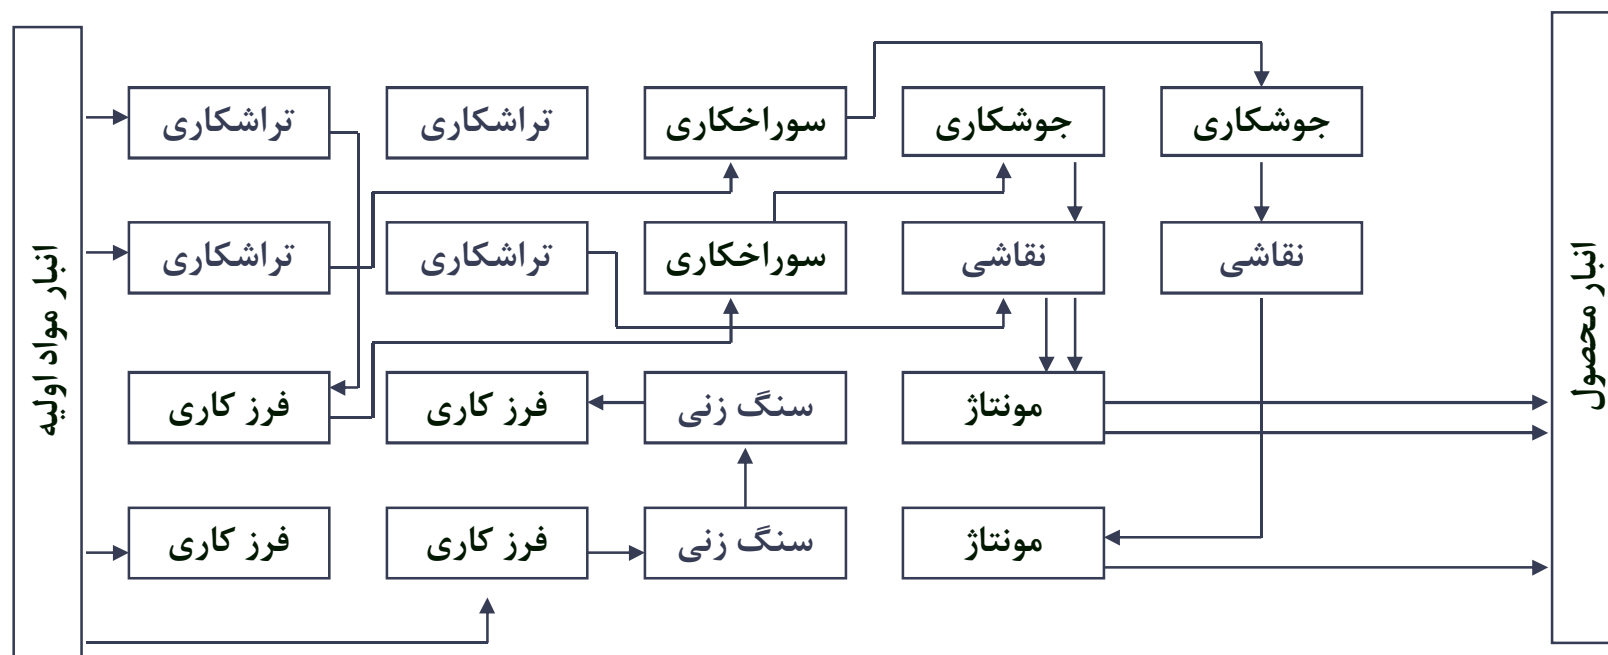 انبار مواد اولیه
تراشکاری
تراشکاری
سوراخکاری
جوشکاری
جوشکاری
تراشکاری
تراشکاری
سوراخکاری
نقاشی
نقاشی
فرز کاری
فرز کاری
سنگ زنی
مونتاژ
فرز کاری
فرز کاری
سنگ زنی
مونتاژ
انبار محصول